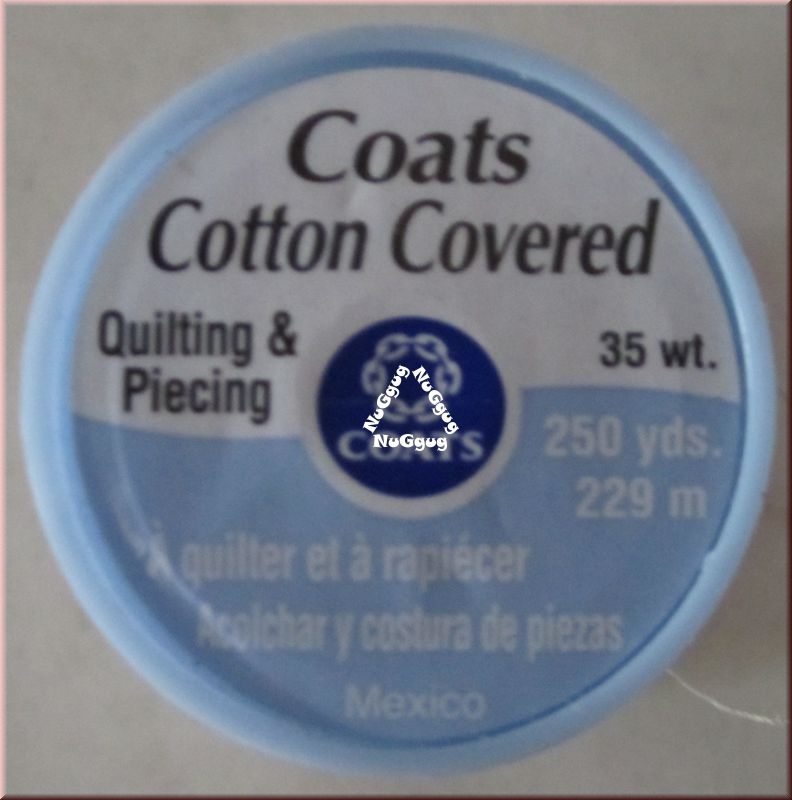 Coats
Cotton Covered
Quilting &
Piecing
35 wt.
250 yds.
229 m
NuGgug
NuGgug
NuGgug
COATS
À quilter et à rapiécer
Acolchar y costura de piezas
Mexico